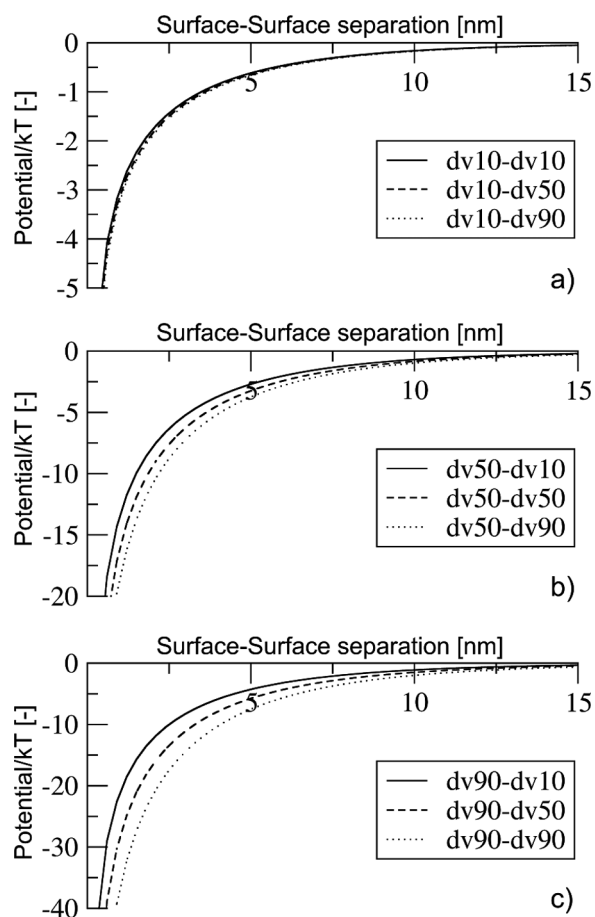 Surface-Surface separation [nm]
0
5
10
15
-1
-2
-3
-4
-5
Potential/kT [-]
dv10-dv10
dv10-dv50
dv10-dv90
a)
Surface-Surface separation [nm]
0
5
10
15
-5
-10
-15
-20
Potential/kT [-]
dv50-dv10
dv50-dv50
dv50-dv90
b)
Surface-Surface separation [nm]
0
5
10
15
-10
-20
-30
-40
Potential/kT [-]
dv90-dv10
dv90-dv50
dv90-dv90
c)